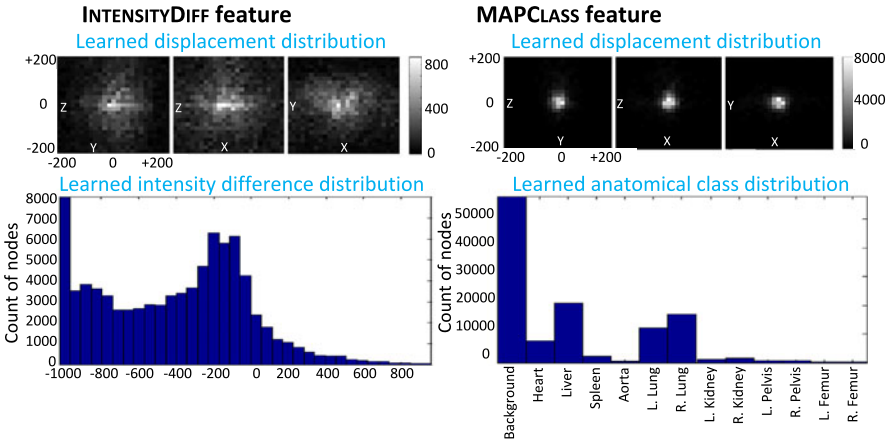 INTENSITYDIFF feature
Learned displacement distribution
+200
0
-200
Z
Y
Z
X
Y
X
-200 0 +200
800
400
0
Learned intensity difference distribution
Count of nodes
8000
7000
6000
5000
4000
3000
2000
1000
0
-1000 -800 -600 -400 -200 0 200 400 600 800
MAPCLASS feature
Learned displacement distribution
+200
0
-200
Z
Y
Z
X
Y
X
-200 0 +200
8000
4000
0
Learned anatomical class distribution
Count of nodes
50000
40000
30000
20000
10000
0
Background
Heart
Liver
Spleen
Aorta
L. Lung
R. Lung
L. Kidney
R. Kidney
L. Pelvis
R. Pelvis
L. Femur
R. Femur